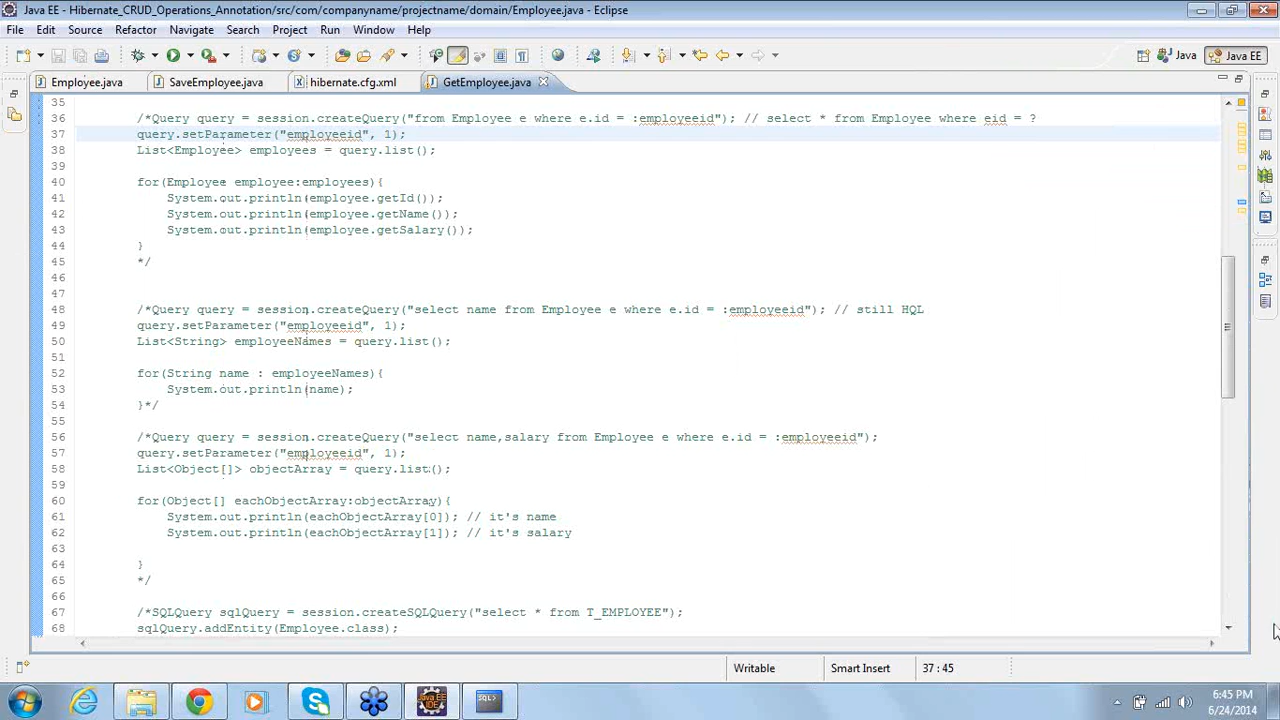 Java EE - Hibernate_CRUD_Operations_Annotation/src/com/companyname/projectname/domain/Employee.java - Eclipse
File Edit Source Refactor Navigate Search Project Run Window Help
Java Java EE
Employee.java SaveEmployee.java hibernate.cfg.xml GetEmployee.java
35
36 /*Query query = session.createQuery("from Employee e where e.id = :employeeid"); // select * from Employee where eid = ?
37 query.setParameter("employeeid", 1);
38 List<Employee> employees = query.list();
39
40 for(Employee employee:employees){
41 System.out.println(employee.getId());
42 System.out.println(employee.getName());
43 System.out.println(employee.getSalary());
44 }
45 */
46
47
48 /*Query query = session.createQuery("select name from Employee e where e.id = :employeeid"); // still HQL
49 query.setParameter("employeeid", 1);
50 List<String> employeeNames = query.list();
51
52 for(String name : employeeNames){
53 System.out.println(name);
54 }*/
55
56 /*Query query = session.createQuery("select name,salary from Employee e where e.id = :employeeid");
57 query.setParameter("employeeid", 1);
58 List<Object[]> objectArray = query.list();
59
60 for(Object[] eachObjectArray:objectArray){
61 System.out.println(eachObjectArray[0]); // it's name
62 System.out.println(eachObjectArray[1]); // it's salary
63
64 }
65 */
66
67 /*SQLQuery sqlQuery = session.createSQLQuery("select * from T_EMPLOYEE");
68 sqlQuery.addEntity(Employee.class);
Writable Smart Insert 37 : 45
Java EE
IDE
SQL>
6:45 PM
6/24/2014